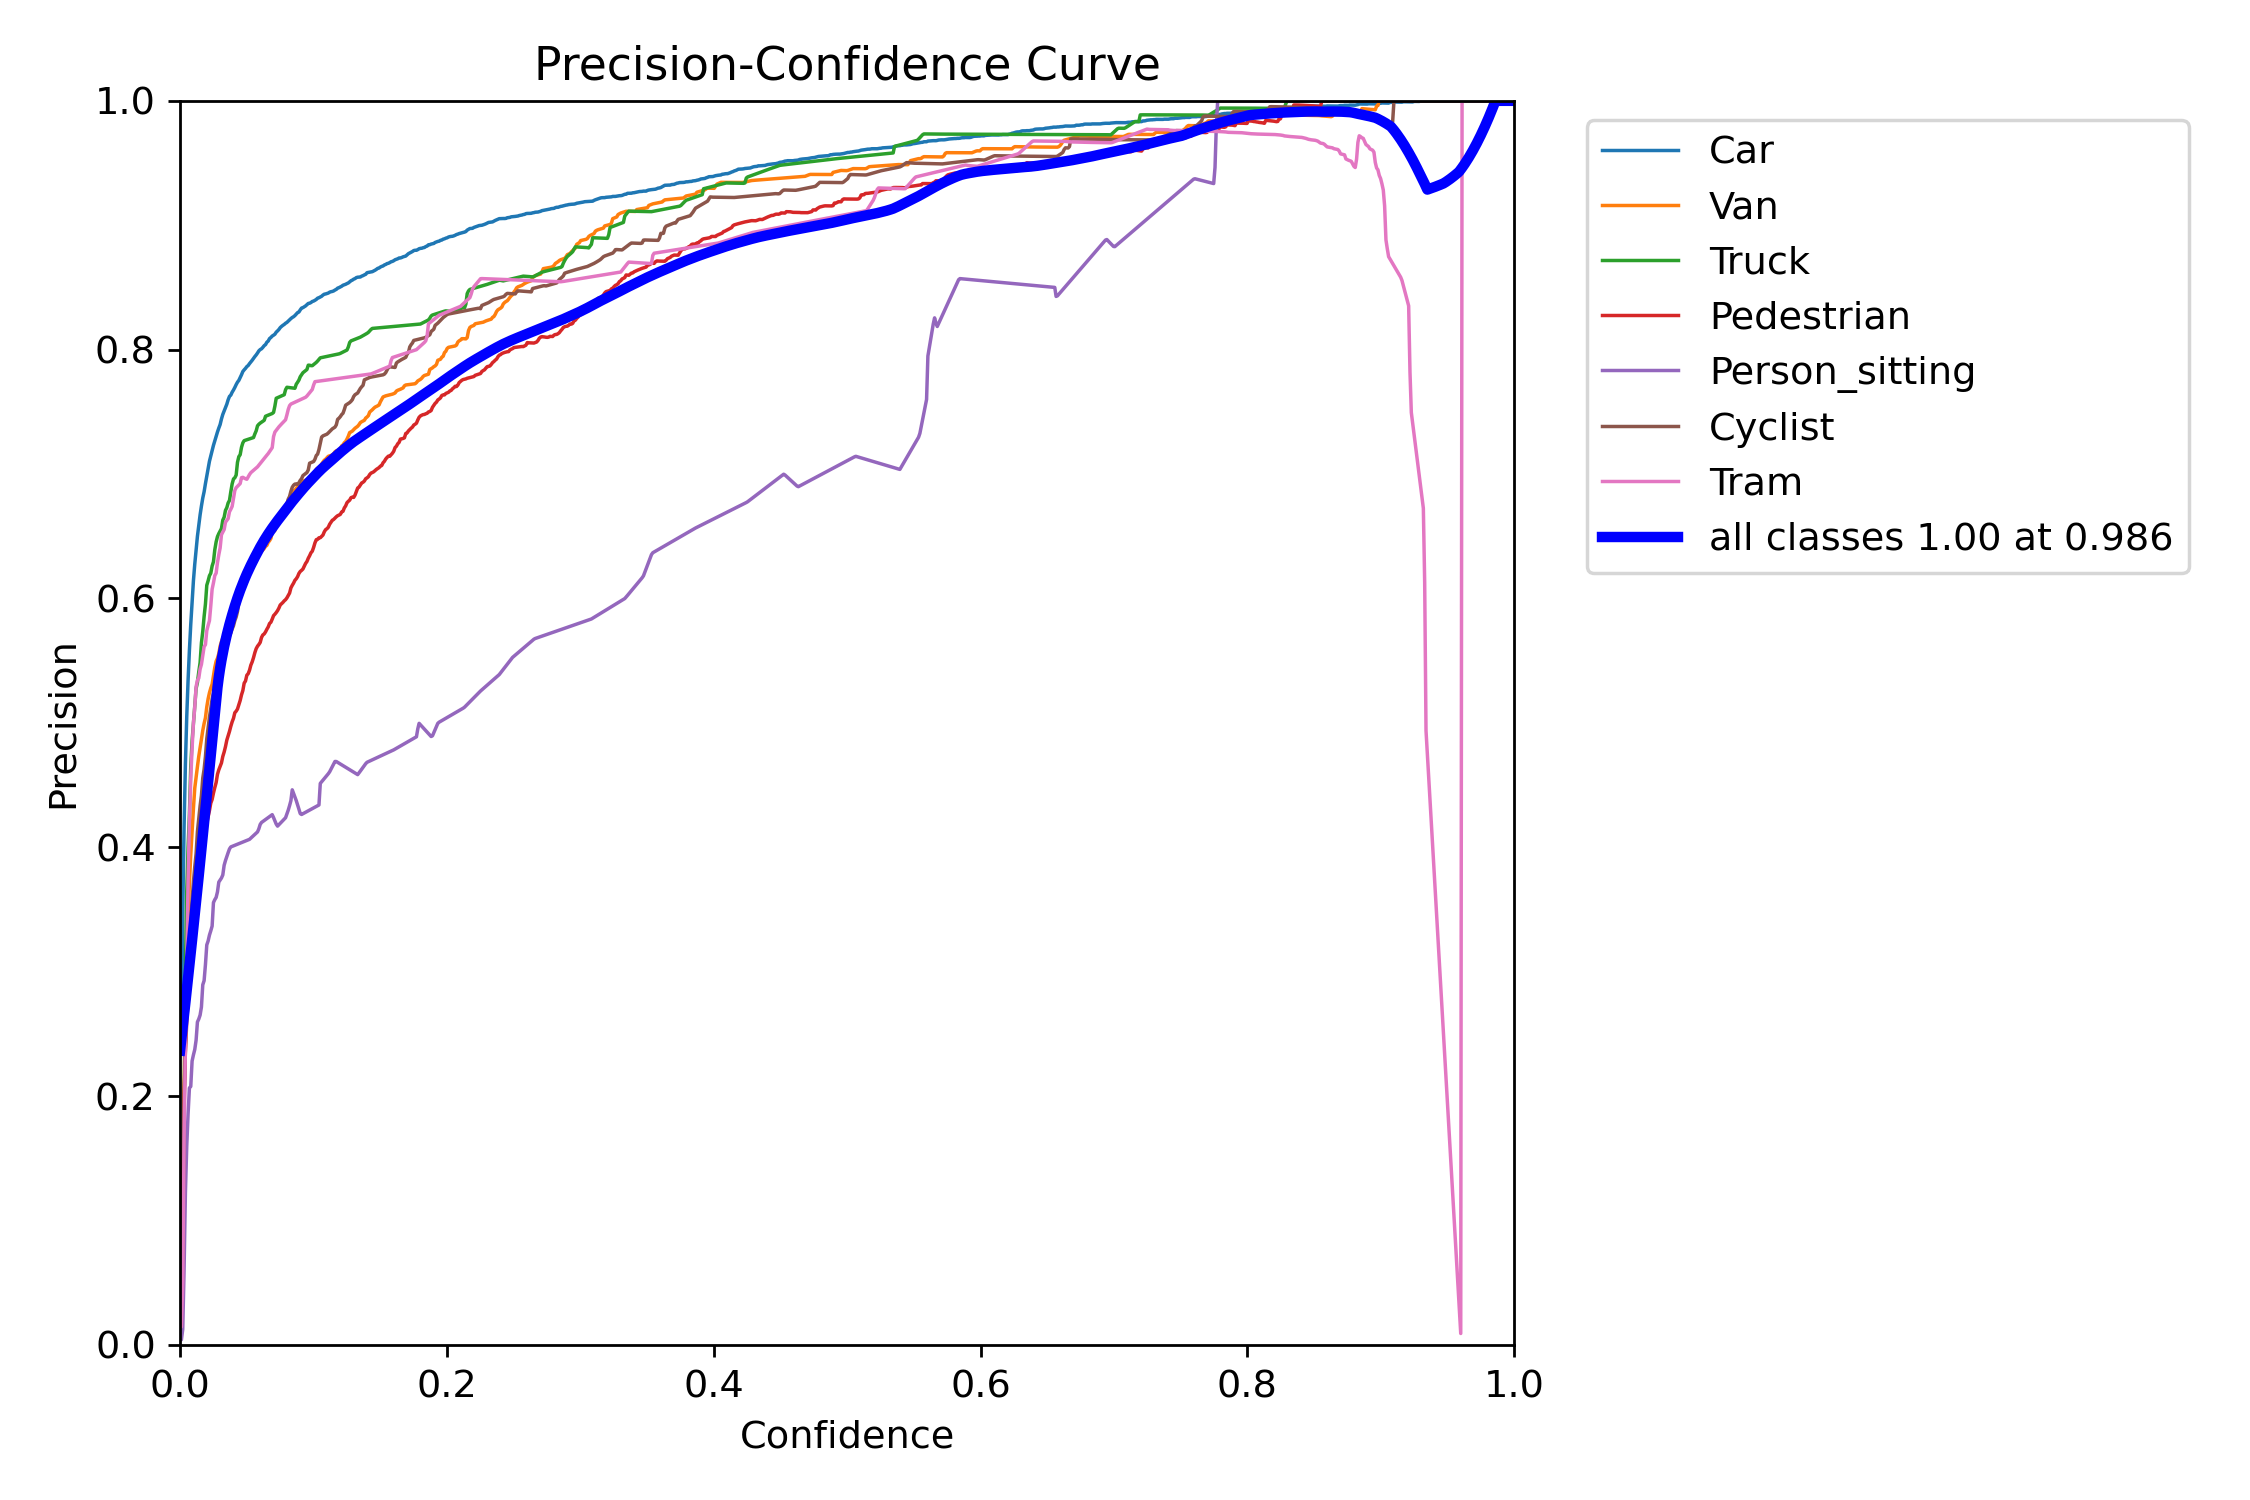 Precision-Confidence Curve
1.0
0.8
0.6
0.4
0.2
0.0
Precision
0.0 0.2 0.4 0.6 0.8 1.0
Confidence
Car
Van
Truck
Pedestrian
Person_sitting
Cyclist
Tram
all classes 1.00 at 0.986